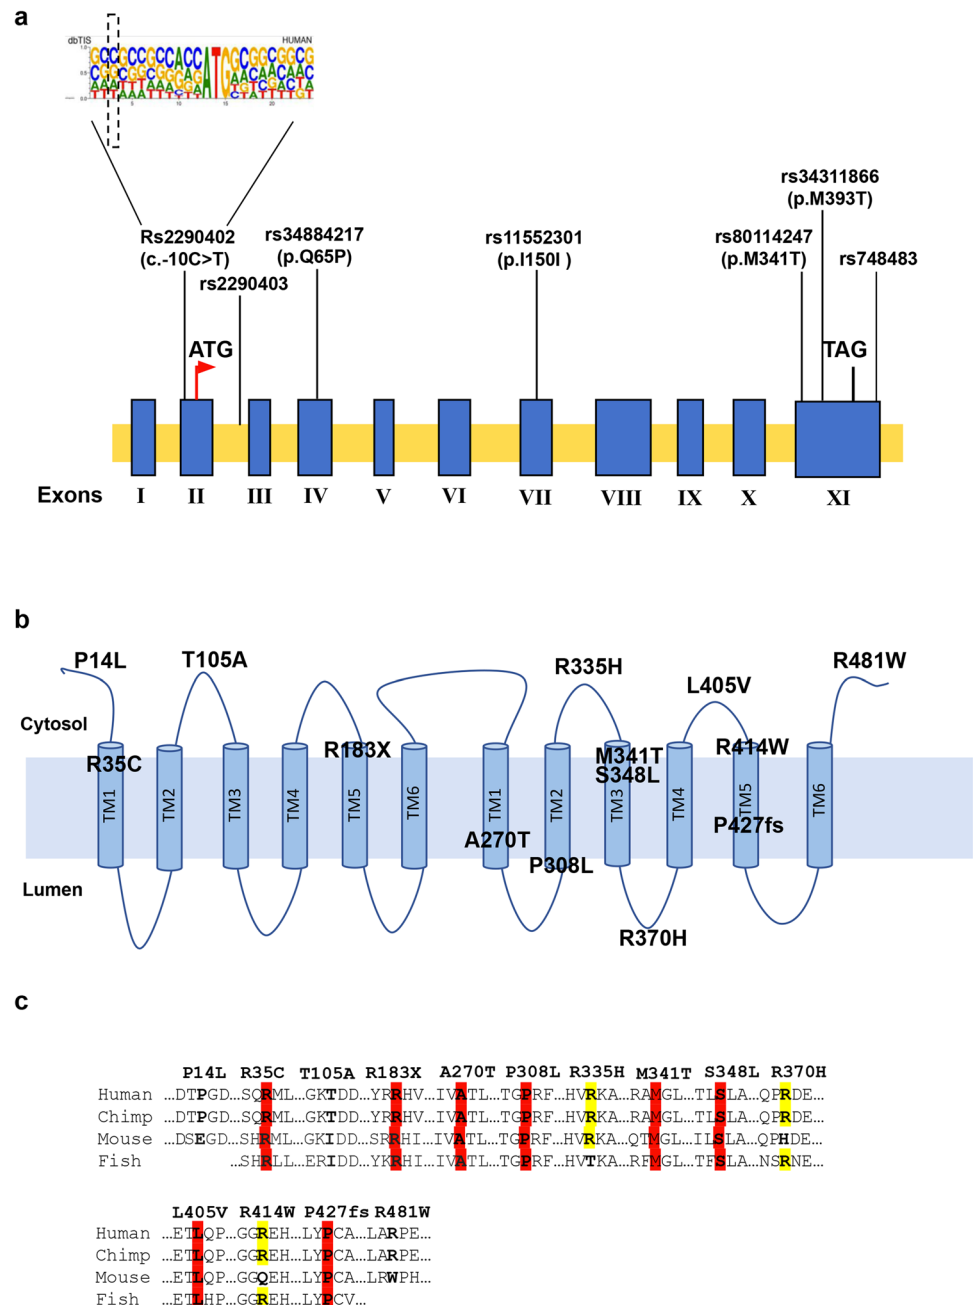 a
dbTIS HUMAN
5 10 15 20
rs34311866
(p.M393T)
Rs2290402 rs34884217 rs11552301 rs80114247
(c.-10C>T) (p.Q65P) (p.I150I ) (p.M341T) rs748483
rs2290403
ATG TAG
Exons I II III IV V VI VII VIII IX X XI
b
P14L T105A R335H R481W
L405V
Cytosol
R35C R183X M341T R414W
S348L
TM1 TM2 TM3 TM4 TM5 TM6 TM1 TM2 TM3 TM4 TM5 TM6
A270T P427fs
P308L
Lumen
R370H
c
P14L R35C T105A R183X A270T P308L R335H M341T S348L R370H
Human ...DTPGD...SQRML...GKTDD...YRRHV...IVATL...TGPRF...HVRKA...RAMGL...TLSLA...QPRDE...
Chimp ...DTPGD...SQRML...GKTDD...YRRHV...IVATL...TGPRF...HVRKA...RAMGL...TLSLA...QPRDE...
Mouse ...DSEGD...SHRML...GKIDD...SRRHI...IVATL...TGPRF...HVRKA...QTMGL...ILSLA...QPHDE...
Fish ...SHRLL...ERIDD...YKRHI...IVATL...TGPRF...HVTKA...RFMGL...TFSLA...NSRNE...
L405V R414W P427fs R481W
Human ...ETLQP...GGREH...LYPCA...LARPE...
Chimp ...ETLQP...GGREH...LYPCA...LARPE...
Mouse ...ETLQP...GGQEH...LYPCA...LRWPH...
Fish ...ETLHP...GGREH...LYPCV...